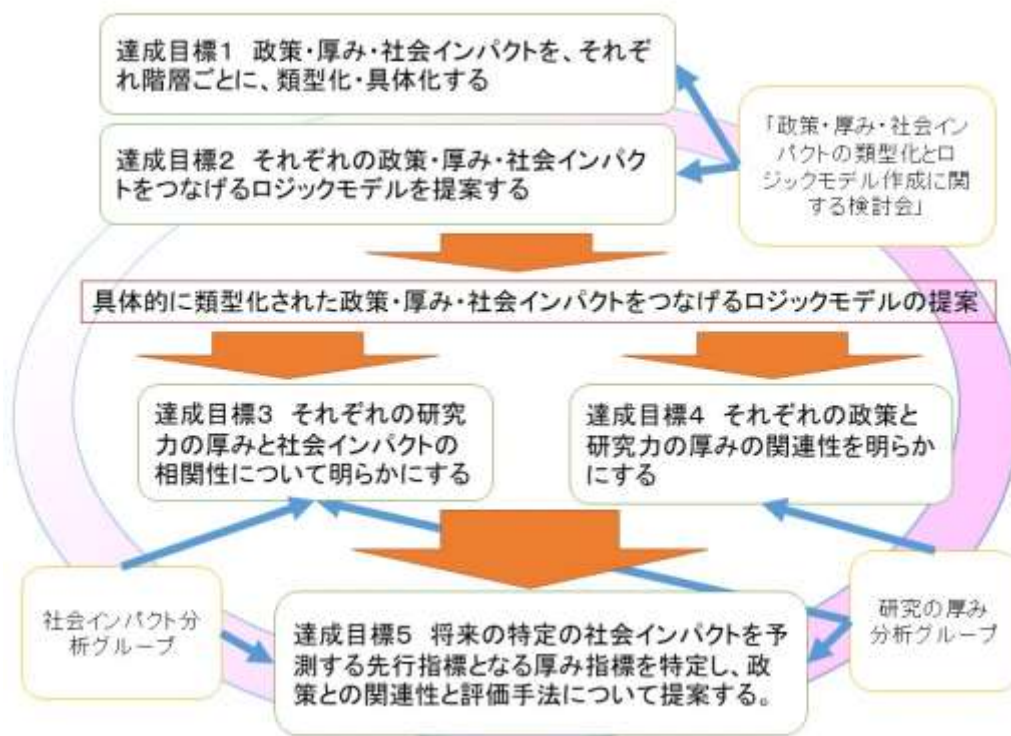 達成目標1 政策・厚み・社会インパクトを、それぞ
れ階層ごとに、類型化・具体化する
達成目標2 それぞれの政策・厚み・社会インパク
トをつなげるロジックモデルを提案する
「政策・厚み・社会イン
パクトの類型化とロ
ジックモデル作成に関
する検討会」
具体的に類型化された政策・厚み・社会インパクトをつなげるロジックモデルの提案
達成目標3 それぞれの研究
力の厚みと社会インパクトの
相関性について明らかにする
達成目標4 それぞれの政策と
研究力の厚みの関連性を明らか
にする
社会インパクト分
析グループ
達成目標5 将来の特定の社会インパクトを予
測する先行指標となる厚み指標を特定し、政
策との関連性と評価手法について提案する。
研究の厚み
分析グループ